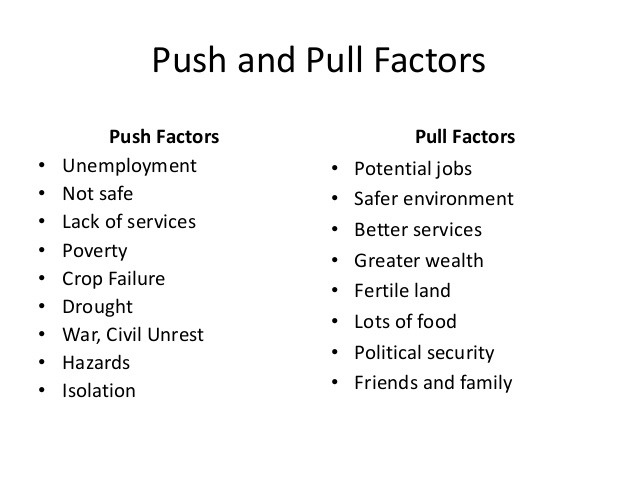 Push and Pull Factors
Push Factors
• Unemployment
• Not safe
• Lack of services
• Poverty
• Crop Failure
• Drought
• War, Civil Unrest
• Hazards
• Isolation
Pull Factors
• Potential jobs
• Safer environment
• Better services
• Greater wealth
• Fertile land
• Lots of food
• Political security
• Friends and family